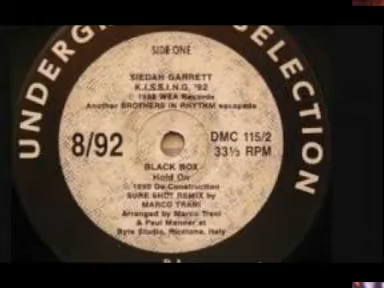 UNDERGR
SELECTION
SIDE ONE
SIEDAH GARRETT
K.I.S.S.I.N.G. '92
℗ 1988 WEA Records
Another BROTHERS IN RHYTHM escapade
8/92
DMC 115/2
33⅓ RPM
BLACK BOX
Hold On
℗ 1990 De-Construction
SURE SHOT REMIX by
MARCO TRANI
Arranged by Marco Trani
& Paul Manner at
Byte Studio, Riccione, Italy